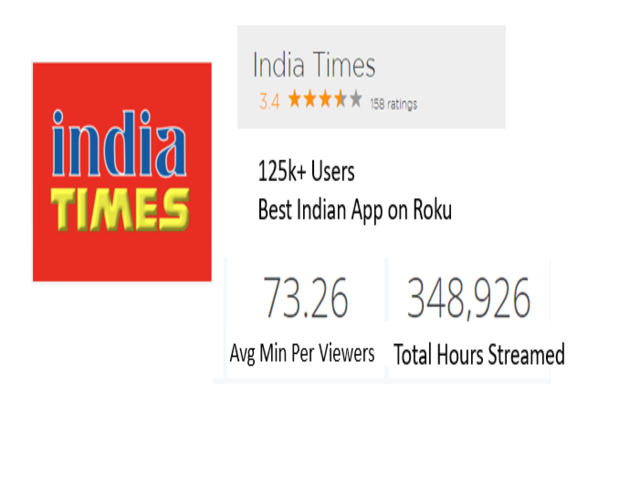 india
TIMES
India Times
3.4 158 ratings
125k+ Users
Best Indian App on Roku
73.26 348,926
Avg Min Per Viewers Total Hours Streamed